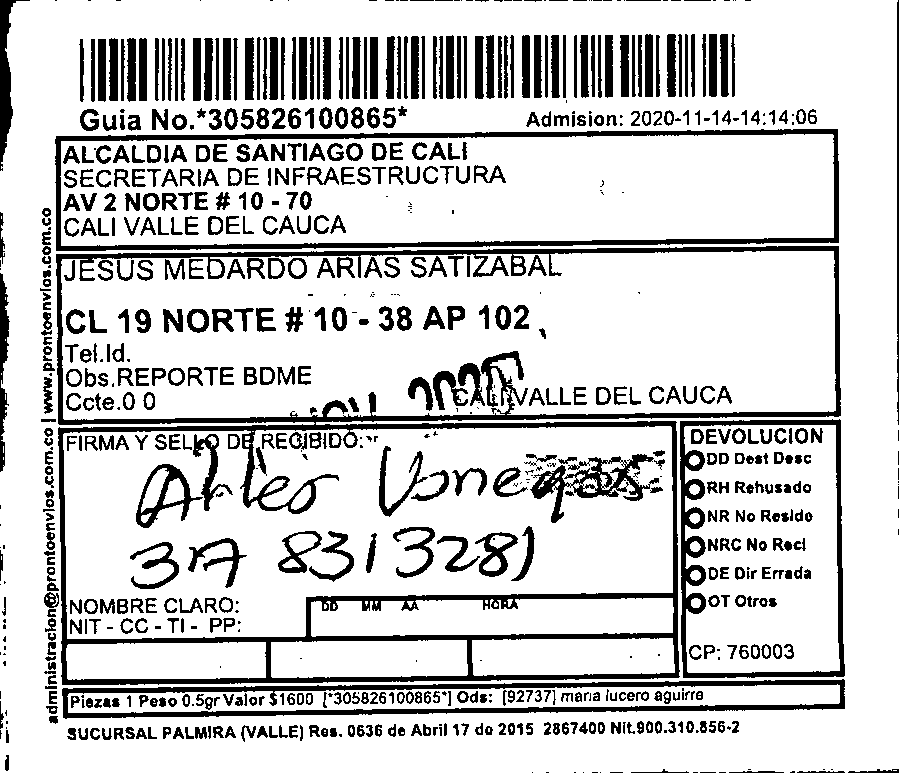 Guia No.*305826100865*
Admision: 2020-11-14-14:14:06
ALCALDIA DE SANTIAGO DE CALI
SECRETARIA DE INFRAESTRUCTURA
AV 2 NORTE # 10 - 70
CALI VALLE DEL CAUCA
JESUS MEDARDO ARIAS SATIZABAL
CL 19 NORTE # 10 - 38 AP 102
Tel.Id.
Obs.REPORTE BDME
Ccte.0 0
CALI VALLE DEL CAUCA
administracion@prontoenvios.com.co | www.prontoenvios.com.co
FIRMA Y SELLO DE RECIBIDO:
Vanegas
317 8313281
NOMBRE CLARO:
NIT - CC - TI - PP:
DD MM AA HORA
DEVOLUCION
DD Dest Desc
RH Rehusado
NR No Reside
NRC No Recl
DE Dir Errada
OT Otros
CP: 760003
Piezas 1 Peso 0.5gr Valor $1600 [*305826100865*] Ods: [92737] maria lucero aguirre
SUCURSAL PALMIRA (VALLE) Res. 0636 de Abril 17 de 2015 2867400 Nit.900.310.856-2